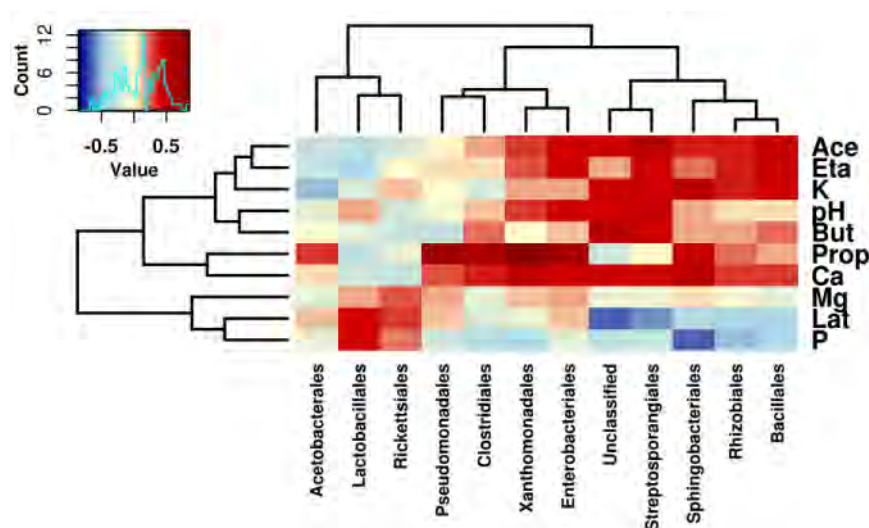 Count
12
6
0
-0.5
0.5
Value
Ace
Eta
K
pH
But
Prop
Ca
Mg
Lat
P
Acetobacterales
Lactobacillales
Rickettsiales
Pseudomonadales
Clostridiales
Xanthomonadales
Enterobacteriales
Unclassified
Streptosporangiales
Sphingobacteriales
Rhizobiales
Bacillales